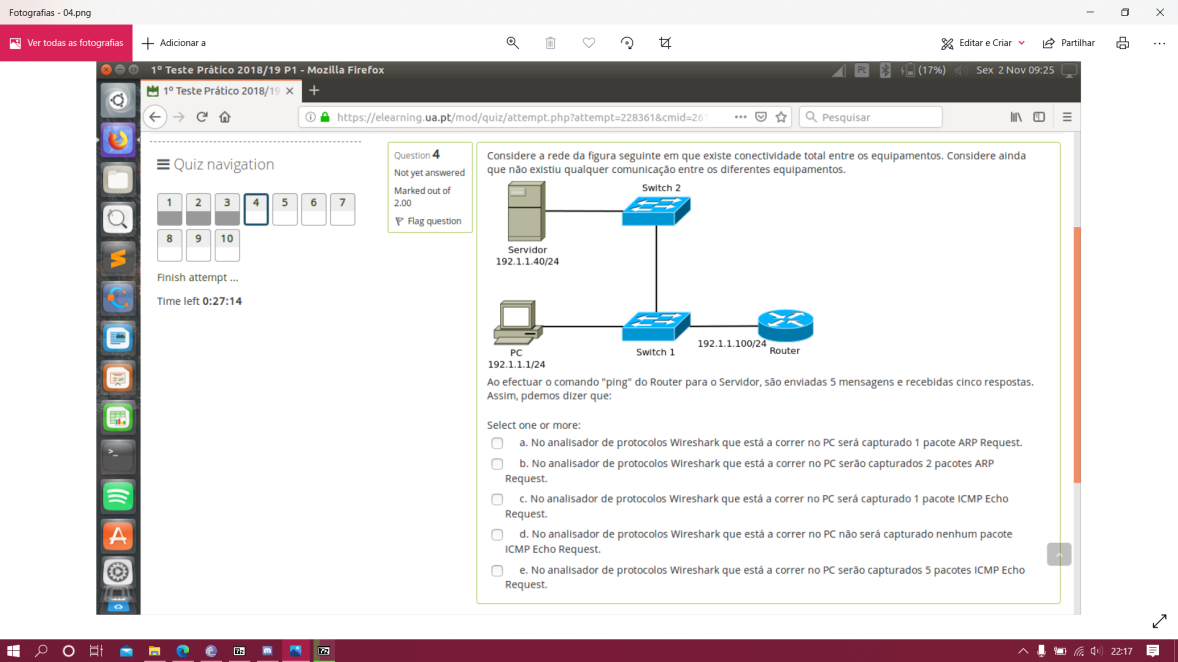 Fotografias - 04.png
Ver todas as fotografias
Adicionar a
Editar e Criar
Partilhar
1º Teste Prático 2018/19 P1 - Mozilla Firefox
Pt
(17%)
Sex 2 Nov 09:25
1º Teste Prático 2018/19
https://elearning.ua.pt/mod/quiz/attempt.php?attempt=228361&cmid=26
Pesquisar
Quiz navigation
1 2 3 4 5 6 7
8 9 10
Finish attempt ...
Time left 0:27:14
Question 4
Not yet answered
Marked out of
2.00
Flag question
Considere a rede da figura seguinte em que existe conectividade total entre os equipamentos. Considere ainda
que não existiu qualquer comunicação entre os diferentes equipamentos.
Switch 2
Servidor
192.1.1.40/24
192.1.1.100/24
Router
Switch 1
PC
192.1.1.1/24
Ao efectuar o comando "ping" do Router para o Servidor, são enviadas 5 mensagens e recebidas cinco respostas.
Assim, pdemos dizer que:
Select one or more:
a. No analisador de protocolos Wireshark que está a correr no PC será capturado 1 pacote ARP Request.
b. No analisador de protocolos Wireshark que está a correr no PC serão capturados 2 pacotes ARP
Request.
c. No analisador de protocolos Wireshark que está a correr no PC será capturado 1 pacote ICMP Echo
Request.
d. No analisador de protocolos Wireshark que está a correr no PC não será capturado nenhum pacote
ICMP Echo Request.
e. No analisador de protocolos Wireshark que está a correr no PC serão capturados 5 pacotes ICMP Echo
Request.
22:17